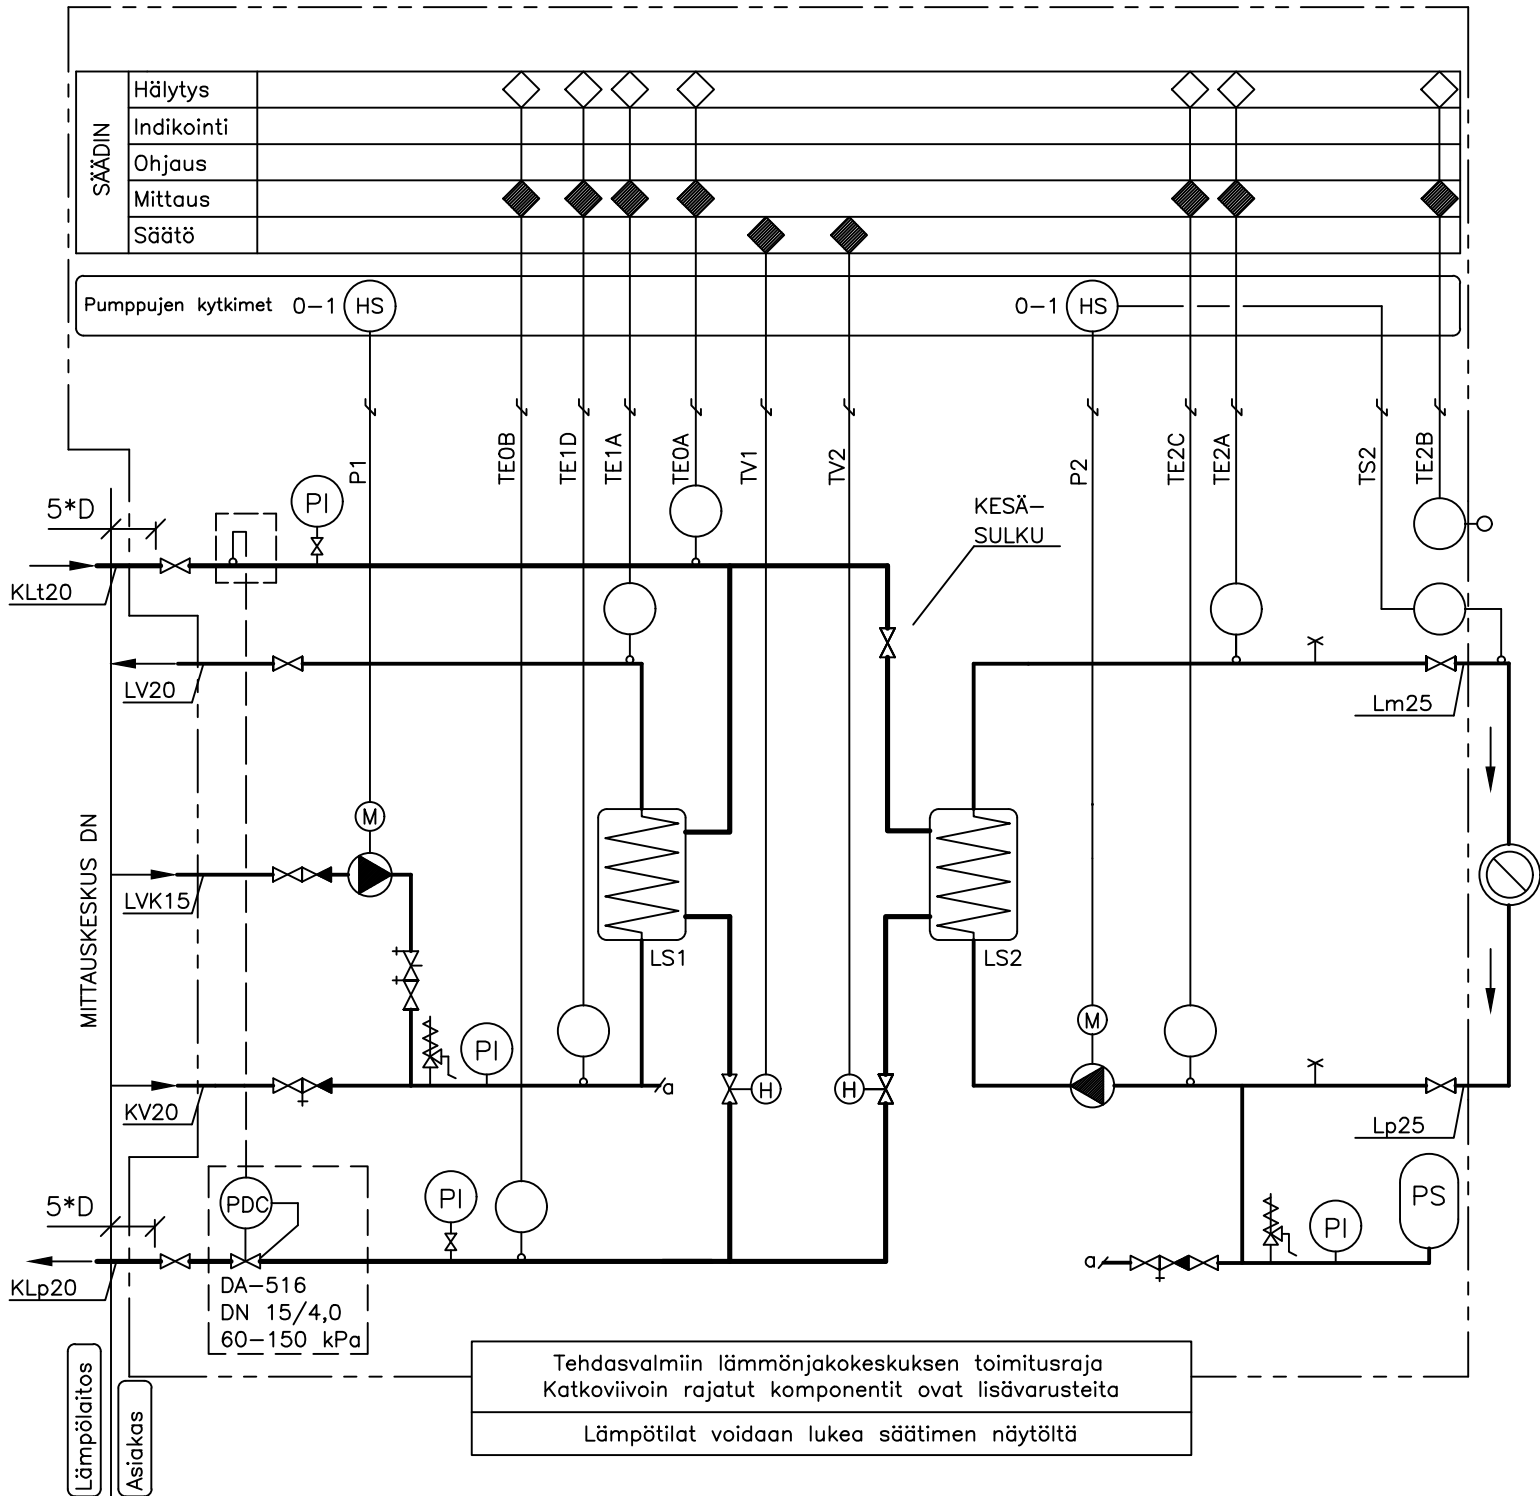 SÄÄDIN
Hälytys
Indikointi
Ohjaus
Mittaus
Säätö
Pumppujen kytkimet 0-1 HS
0-1 HS
P1
TE0B
TE1D
TE1A
TE0A
TV1
TV2
P2
TE2C
TE2A
TS2
TE2B
5*D
PI
KESÄ-
SULKU
KLt20
LV20
Lm25
M
MITTAUSKESKUS DN
LVK15
LS1
LS2
M
PI
H
H
a
KV20
Lp25
5*D
PDC
PI
PI
PS
a
KLp20
DA-516
DN 15/4,0
60-150 kPa
Lämpölaitos
Asiakas
Tehdasvalmiin lämmönjakokeskuksen toimitusraja
Katkoviivoin rajatut komponentit ovat lisävarusteita
Lämpötilat voidaan lukea säätimen näytöltä